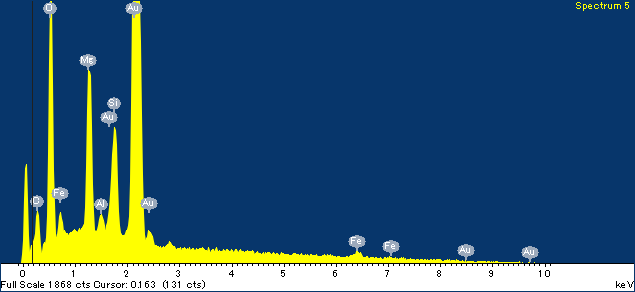 Spectrum 5
O
Au
Mg
Si
Au
Fe
O
Al
Au
Fe
Fe
Au
Au
0 1 2 3 4 5 6 7 8 9 10
Full Scale 1868 cts Cursor: 0.163 (131 cts) keV